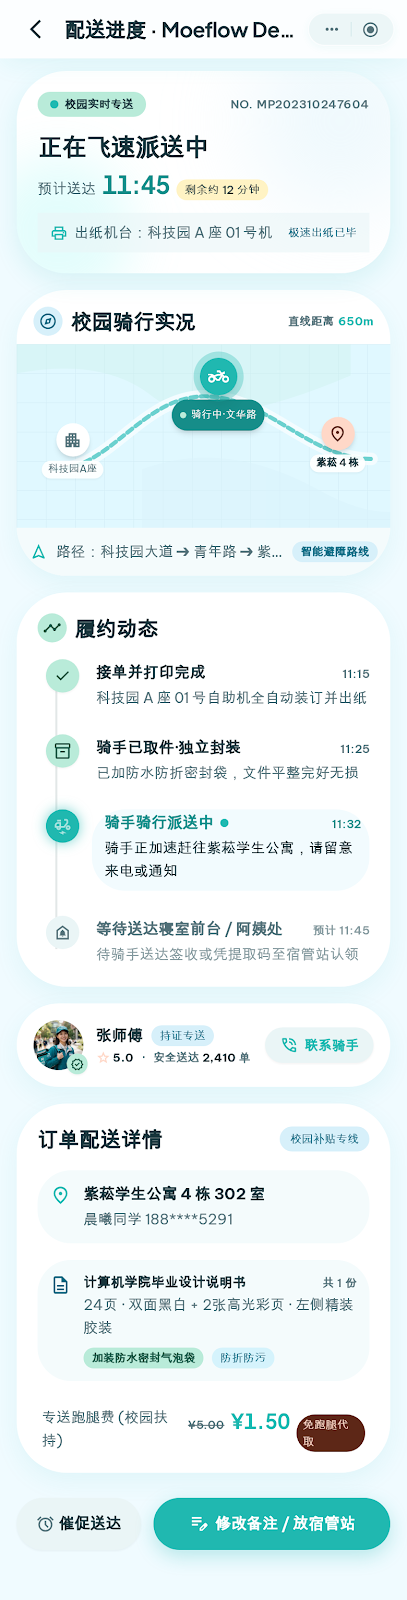 配送进度 · Moeflow De...
校园实时专送
NO. MP202310247604
正在飞速派送中
预计送达 11:45 剩余约 12 分钟
出纸机台：科技园 A 座 01 号机 极速出纸已毕
校园骑行实况
直线距离 650m
骑行中·文华路
科技园A座
紫菘 4 栋
路径：科技园大道 → 青年路 → 紫... 智能避障路线
履约动态
接单并打印完成 11:15
科技园 A 座 01 号自助机全自动装订并出纸
骑手已取件·独立封装 11:25
已加防水防折密封袋，文件平整完好无损
骑手骑行派送中 11:32
骑手正加速赶往紫菘学生公寓，请留意
来电或通知
等待送达寝室前台 / 阿姨处 预计 11:45
待骑手送达签收或凭提取码至宿管站认领
张师傅 持证专送
☆ 5.0 · 安全送达 2,410 单
联系骑手
订单配送详情
校园补贴专线
紫菘学生公寓 4 栋 302 室
晨曦同学 188****5291
计算机学院毕业设计说明书 共 1 份
24页 · 双面黑白 + 2张高光彩页 · 左侧精装
胶装
加装防水密封气泡袋 防折防污
专送跑腿费 (校园扶
持)
¥5.00 ¥1.50
免跑腿代
取
催促送达
修改备注 / 放宿管站